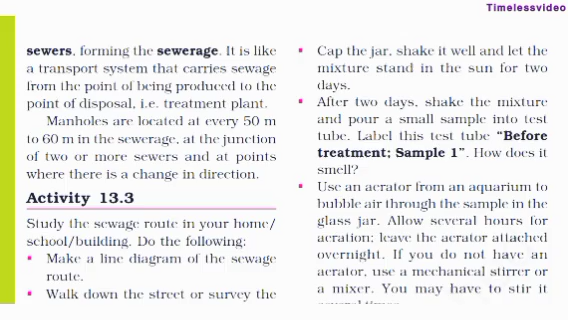 Timelessvideo
sewers, forming the sewerage. It is like
a transport system that carries sewage
from the point of being produced to the
point of disposal, i.e. treatment plant.
Manholes are located at every 50 m
to 60 m in the sewerage, at the junction
of two or more sewers and at points
where there is a change in direction.
Activity 13.3
Study the sewage route in your home/
school/building. Do the following:
▪ Make a line diagram of the sewage
route.
▪ Walk down the street or survey the
▪ Cap the jar, shake it well and let the
mixture stand in the sun for two
days.
▪ After two days, shake the mixture
and pour a small sample into test
tube. Label this test tube “Before
treatment; Sample 1”. How does it
smell?
▪ Use an aerator from an aquarium to
bubble air through the sample in the
glass jar. Allow several hours for
aeration; leave the aerator attached
overnight. If you do not have an
aerator, use a mechanical stirrer or
a mixer. You may have to stir it